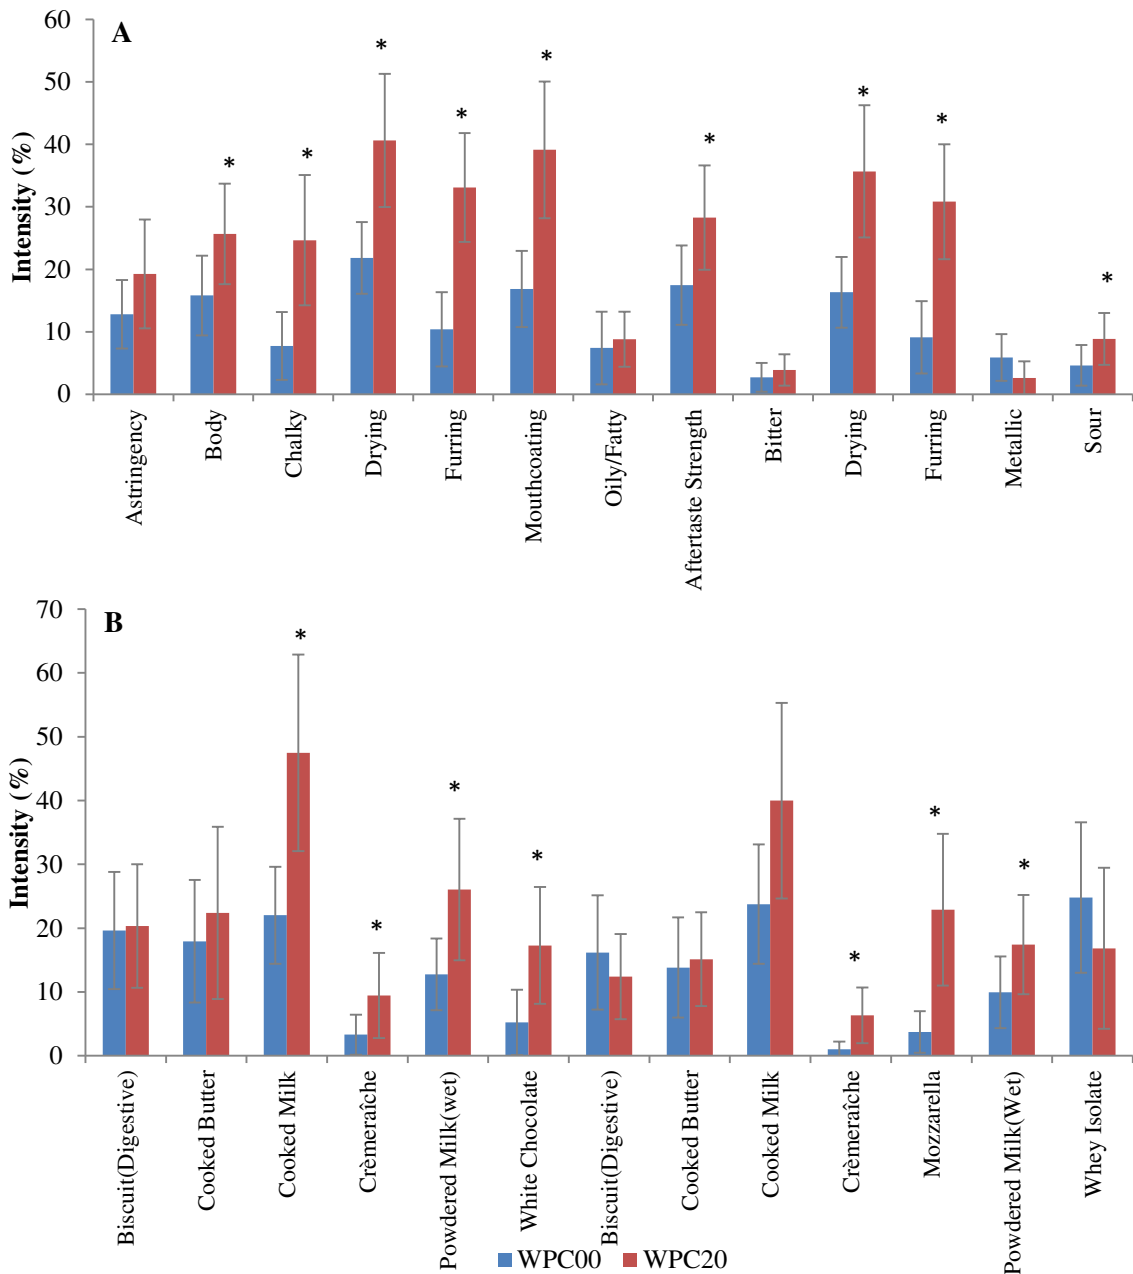 A
60
50
40
30
20
10
0
Intensity (%)
* * * * * * * * * *
Astringency
Body
Chalky
Drying
Furring
Mouthcoating
Oily/Fatty
Aftertaste Strength
Bitter
Drying
Furring
Metallic
Sour
B
70
60
50
40
30
20
10
0
Intensity (%)
* * * * * * *
Biscuit(Digestive)
Cooked Butter
Cooked Milk
Crèmeraîche
Powdered Milk(wet)
White Chocolate
Biscuit(Digestive)
Cooked Butter
Cooked Milk
Crèmeraîche
Mozzarella
Powdered Milk(Wet)
Whey Isolate
WPC00 WPC20